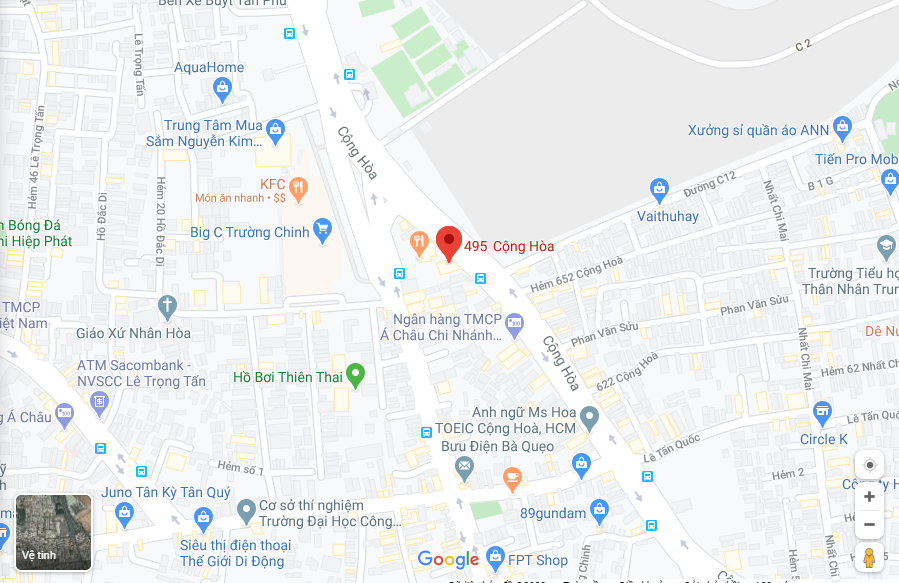 Bến Xe Buýt Tân Phú
C 2
Lê Trọng Tấn
AquaHome
Trung Tâm Mua
Sắm Nguyễn Kim...
Cộng Hòa
Xưởng sỉ quần áo ANN
Tiến Pro Mob
Hẻm 46 Lê Trọng Tấn
Hồ Đắc Di
Hẻm 20 Hồ Đắc Di
KFC
Món ăn nhanh • $$
Đường C12
B 1 G
Nhất Chi Mai
Vaithuhay
Bóng Đá
Hiệp Phát
Big C Trường Chinh
495 Cộng Hòa
Hẻm 652 Cộng Hoà
Trường Tiểu họ
Thân Nhân Trun
TMCP
iệt Nam
Giáo Xứ Nhân Hòa
Ngân hàng TMCP
Á Châu Chi Nhánh...
Phan Văn Sửu
Phan Văn Sửu
Dê Nư
Cộng Hòa
Nhất Chi Mai
ATM Sacombank -
NVSCC Lê Trọng Tấn
Hồ Bơi Thiên Thai
622 Cộng Hoà
Hẻm 62 Nhất Chi
g Á Châu
Anh ngữ Ms Hoa
TOEIC Cộng Hoà, HCM
Bưu Điện Bà Quẹo
Lê Tấn Quốc
Lê Tấn Quốc
Circle K
Hẻm số 1
Hẻm 2
Juno Tân Kỳ Tân Quý
Cơ sở thí nghiệm
Trường Đại Học Công...
89gundam
Siêu thị điện thoại
Thế Giới Di Động
Vệ tinh
Google
FPT Shop
Nhất Chi